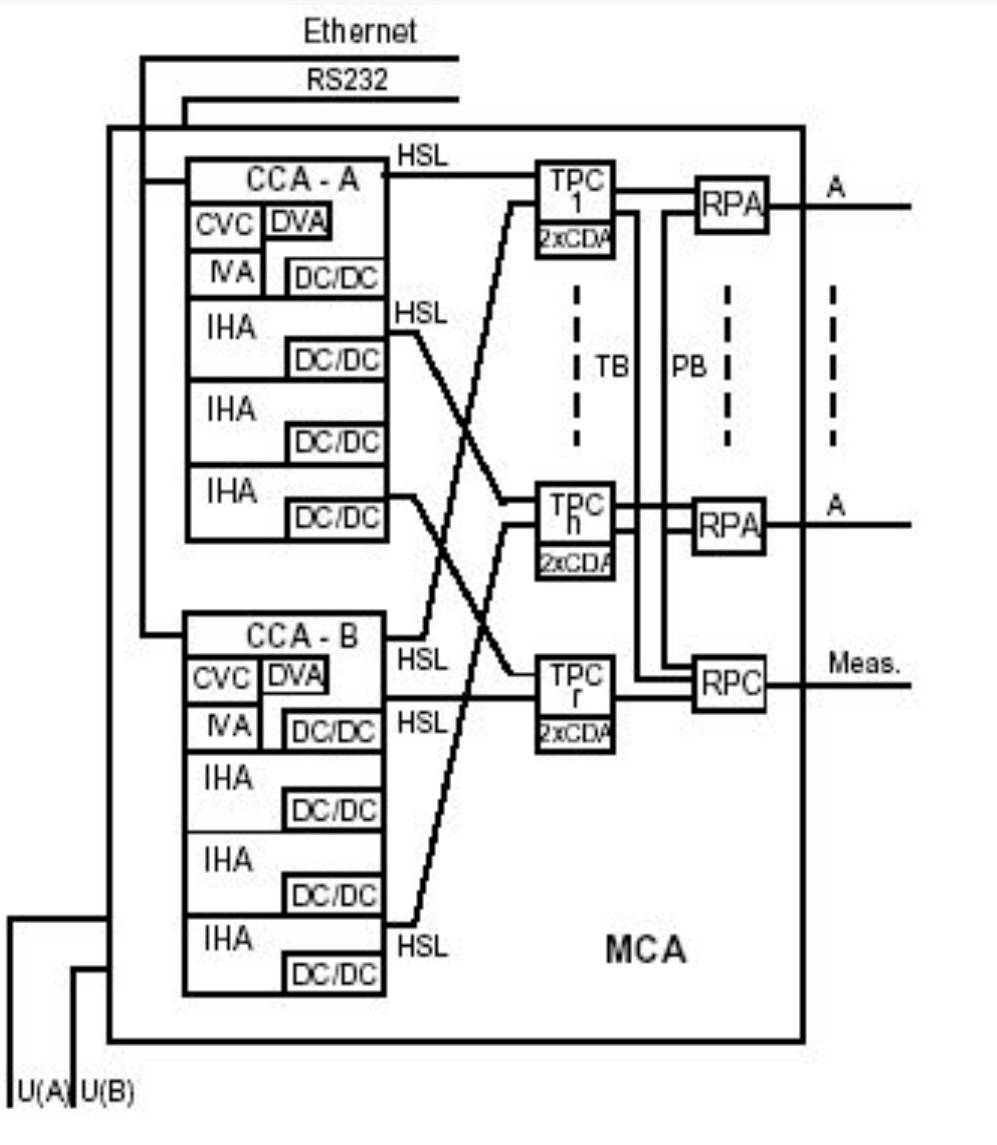 Ethernet
RS232
HSL
CCA - A
CVC DVA
IVA
DC/DC
IHA
DC/DC
IHA
DC/DC
IHA
DC/DC
HSL
TPC
1
2xCDA
RPA
A
TB
PB
TPC
n
2xCDA
RPA
A
CCA - B
CVC DVA
IVA
DC/DC
IHA
DC/DC
IHA
DC/DC
IHA
DC/DC
HSL
HSL
HSL
TPC
r
2xCDA
RPC
Meas.
MCA
U(A) U(B)